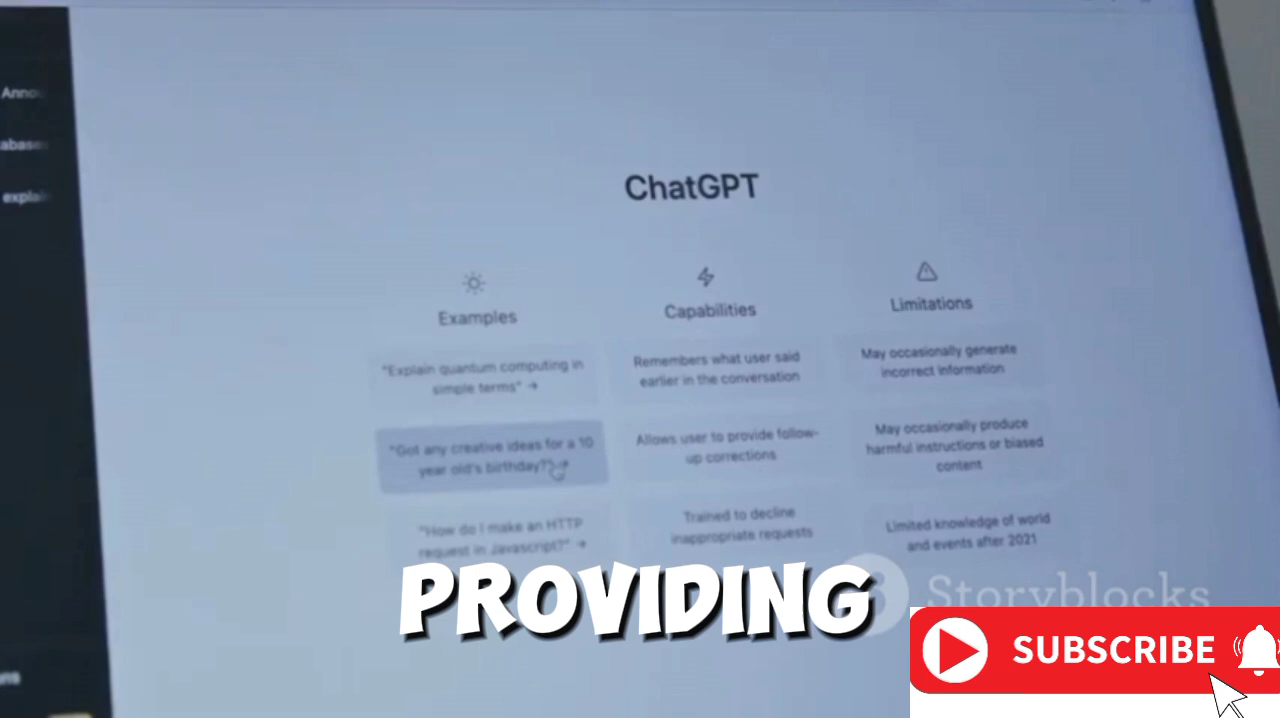 Anno
abase
expla
ChatGPT
Examples
Capabilities
Limitations
"Explain quantum computing in
simple terms" →
Remembers what user said
earlier in the conversation
May occasionally generate
incorrect information
"Got any creative ideas for a 10
year old's birthday?" →
Allows user to provide follow-
up corrections
May occasionally produce
harmful instructions or biased
content
"How do I make an HTTP
request in Javascript?" →
Trained to decline
inappropriate requests
Limited knowledge of world
and events after 2021
PROVIDING
Storyblocks
SUBSCRIBE